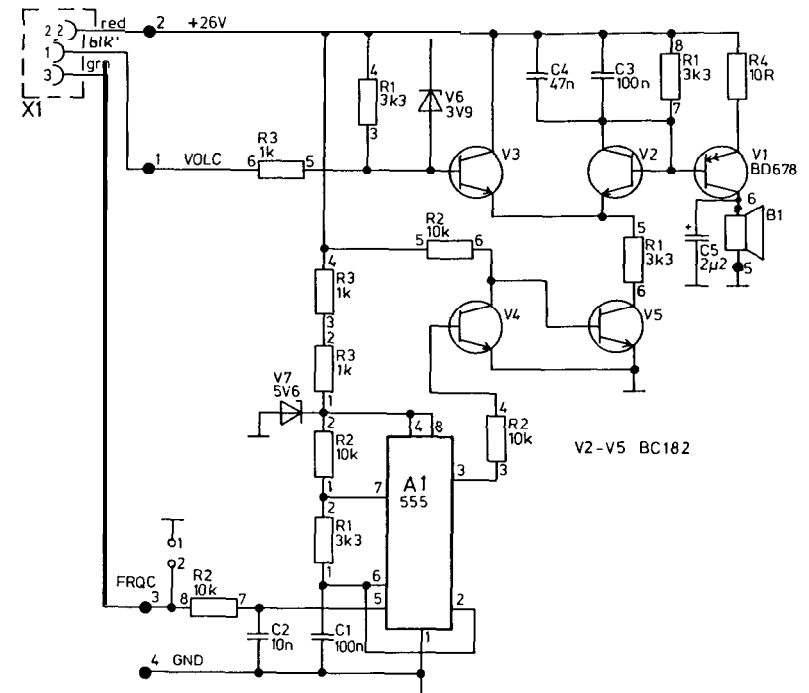 red 2 +26V
2 2
blk
1
grn
3
X1
4
R1
3k3
3
V6
3V9
C4
47n
C3
100n
8
R1
3k3
7
R4
10R
1 VOLC
R3
1k
6 5
V3
V2
V1
BD678
6
B1
+
C5
2µ2
5
R2
10k
5 6
5
R1
3k3
6
4
R3
1k
3
V4
V5
2
R3
1k
1
V7
5V6
4 8
4
R2
10k
3
V2-V5 BC182
2
R2
10k
1
7
A1
555
3
2
R1
3k3
1
1
2
6
5
2
FRQC
3
R2
10k
8 7
C2
10n
C1
100n
1
4 GND